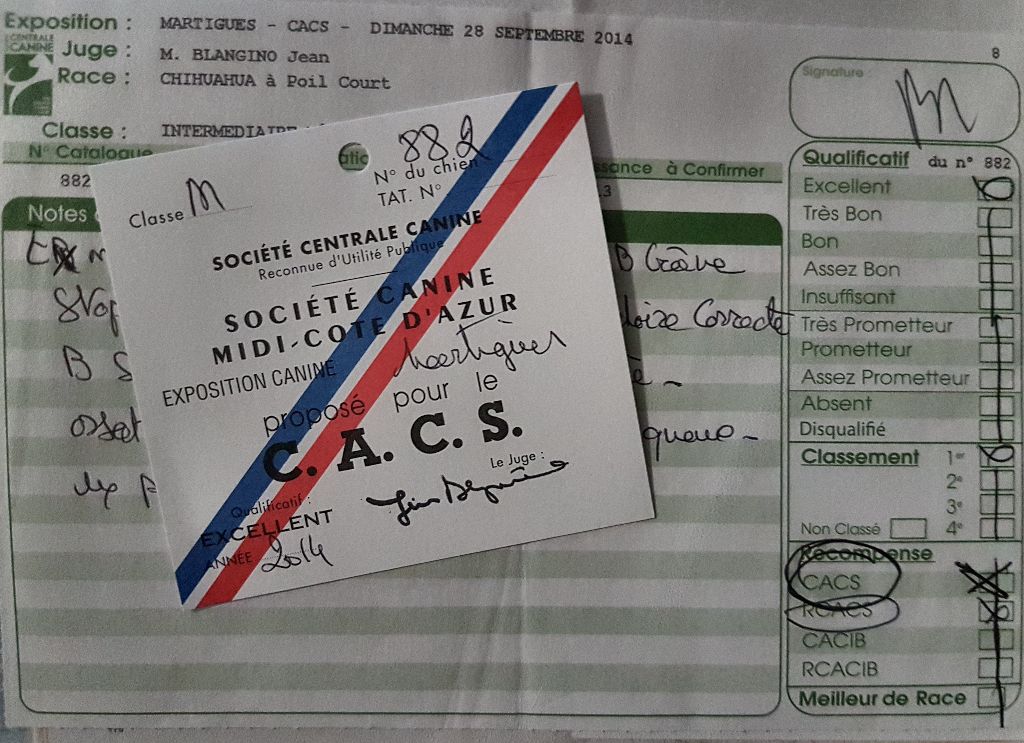 Exposition : MARTIGUES - CACS - DIMANCHE 28 SEPTEMBRE 2014
CENTRALE CANINE
Juge : M. BLANGINO Jean
Race : CHIHUAHUA à Poil Court
Classe : INTERMEDIAIRE
N° Catalogue
882
Notes
8
Signature :
ssance à Confirmer
.3
B Crâne
Correcte
B
queue -
Classe M
atic
N° du chien 882
TAT. N°
SOCIÉTÉ CENTRALE CANINE
Reconnue d'Utilité Publique
SOCIÉTÉ CANINE
MIDI-COTE D'AZUR
EXPOSITION CANINE Martigues
proposé pour le
C. A. C. S.
Le Juge :
Qualificatif :
EXCELLENT
ANNÉE 2014
Qualificatif du n° 882
Excellent
Très Bon
Bon
Assez Bon
Insuffisant
Très Prometteur
Prometteur
Assez Prometteur
Absent
Disqualifié
Classement 1er
2e
3e
Non Classé 4e
Récompense
CACS
RCACS
CACIB
RCACIB
Meilleur de Race